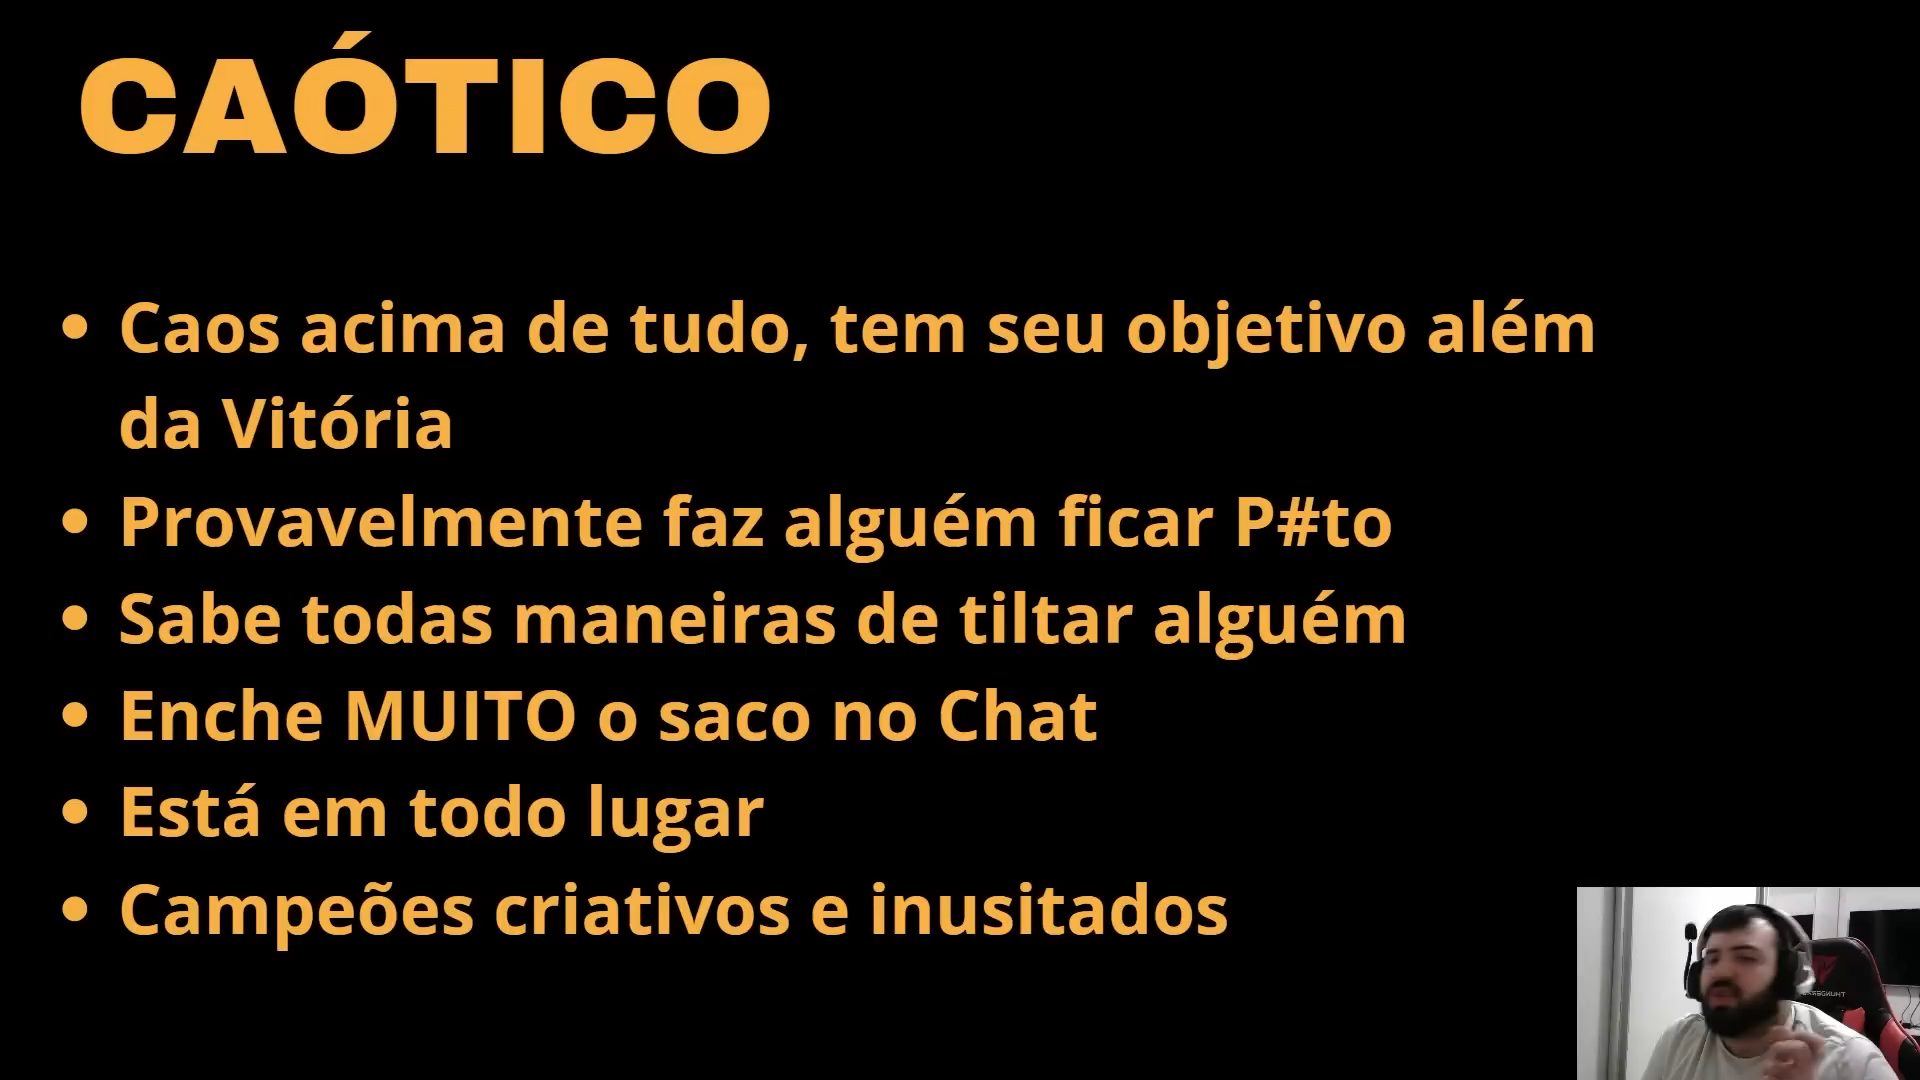 CAÓTICO
• Caos acima de tudo, tem seu objetivo além
da Vitória
• Provavelmente faz alguém ficar P#to
• Sabe todas maneiras de tiltar alguém
• Enche MUITO o saco no Chat
• Está em todo lugar
• Campeões criativos e inusitados